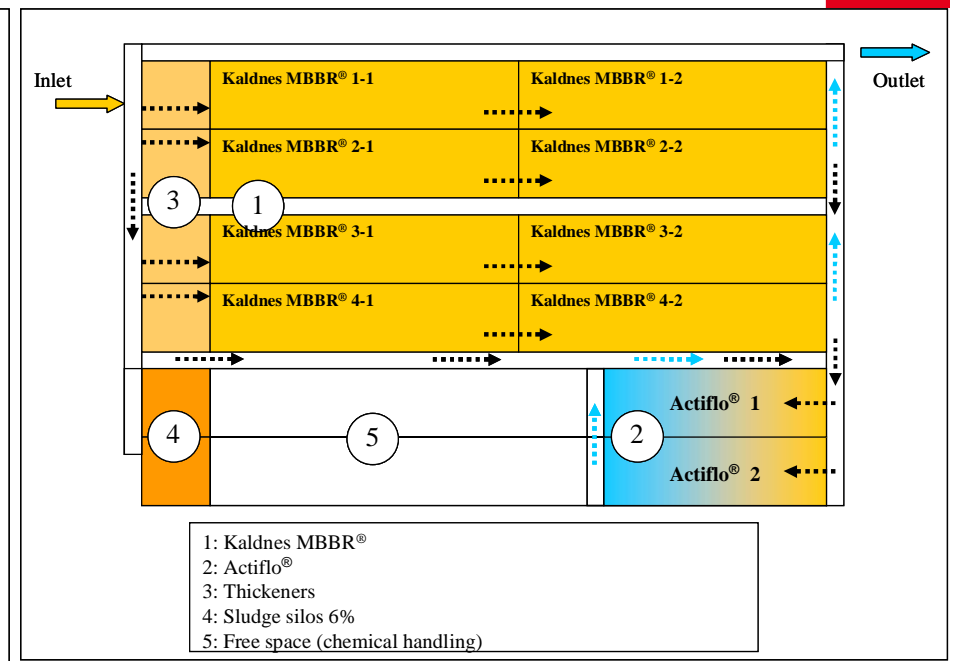 Inlet
Outlet
Kaldnes MBBR® 1-1
Kaldnes MBBR® 1-2
Kaldnes MBBR® 2-1
Kaldnes MBBR® 2-2
3
1
Kaldnes MBBR® 3-1
Kaldnes MBBR® 3-2
Kaldnes MBBR® 4-1
Kaldnes MBBR® 4-2
Actiflo® 1
4
5
2
Actiflo® 2
1: Kaldnes MBBR®
2: Actiflo®
3: Thickeners
4: Sludge silos 6%
5: Free space (chemical handling)